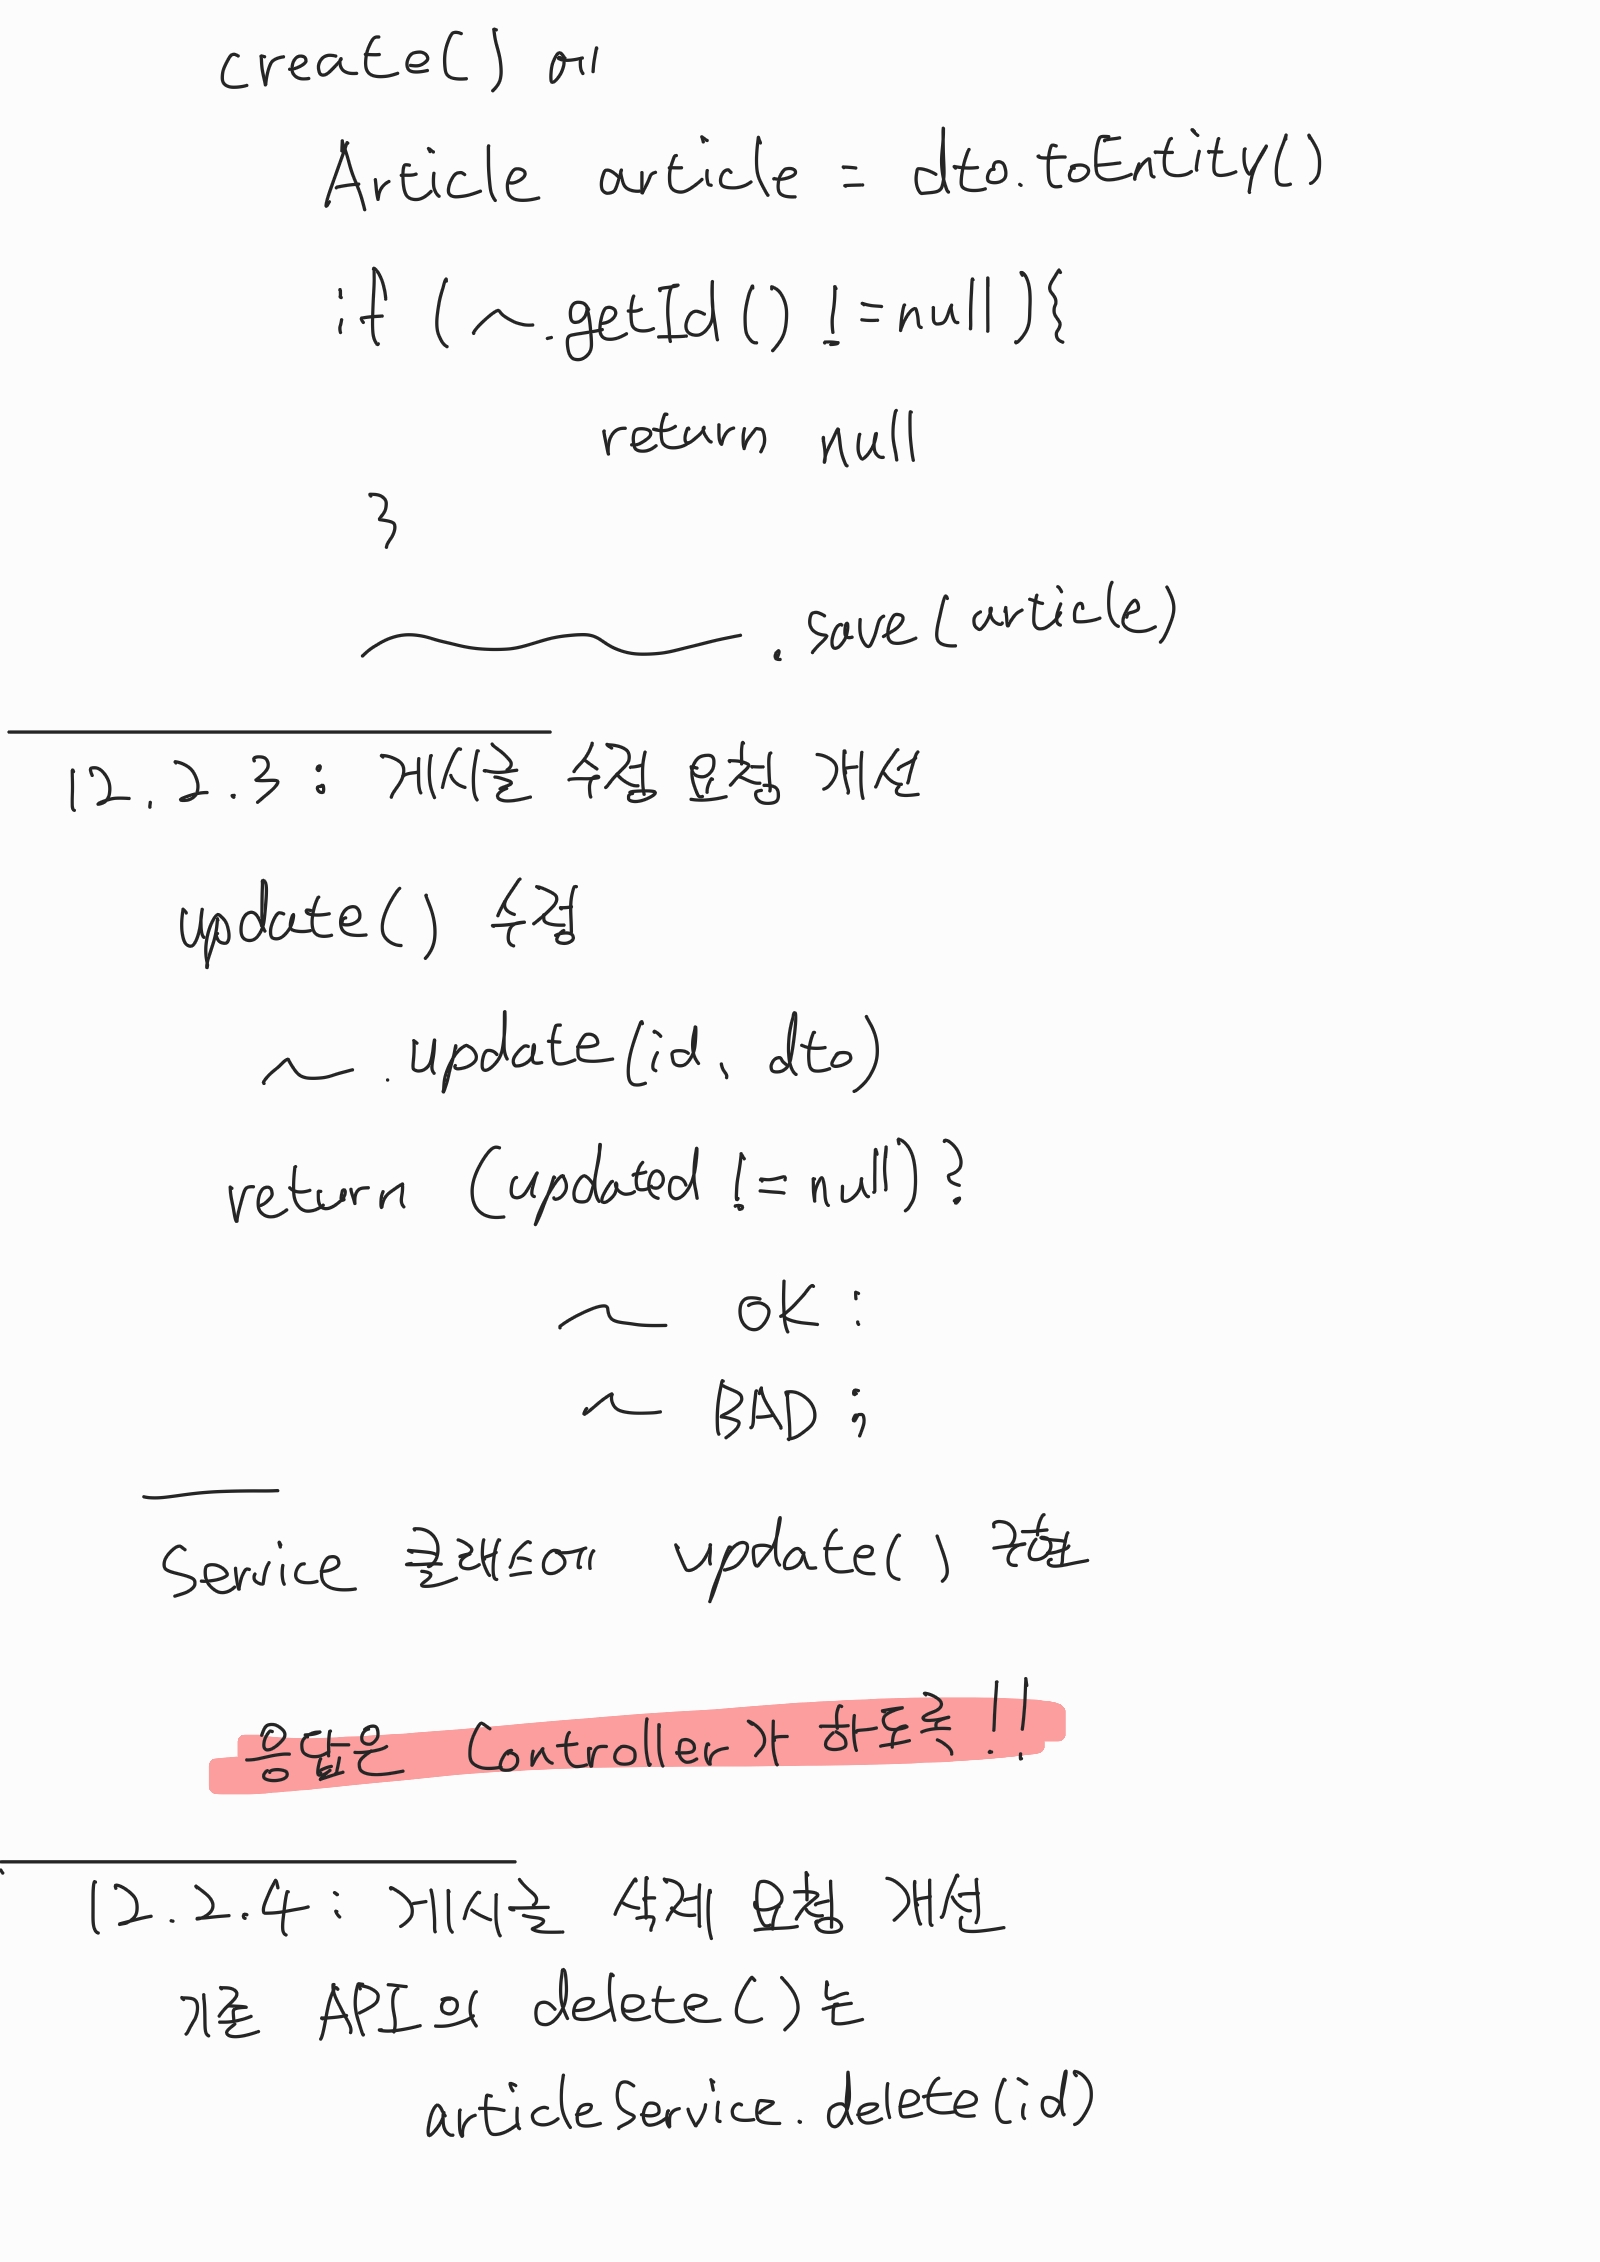 create()에
Article article = dto.toEntity()
if (~.getId() != null){
return null
}
~.save(article)
12.2.3 : 게시글 수정 요청 개선
update() 수정
~.update(id, dto)
return (updated != null)?
~ OK :
~ BAD ;
Service 클래스에 update() 구현
응답은 Controller가 하도록!!
12.2.4 : 게시글 삭제 요청 개선
기존 API의 delete()는
articleService.delete(id)